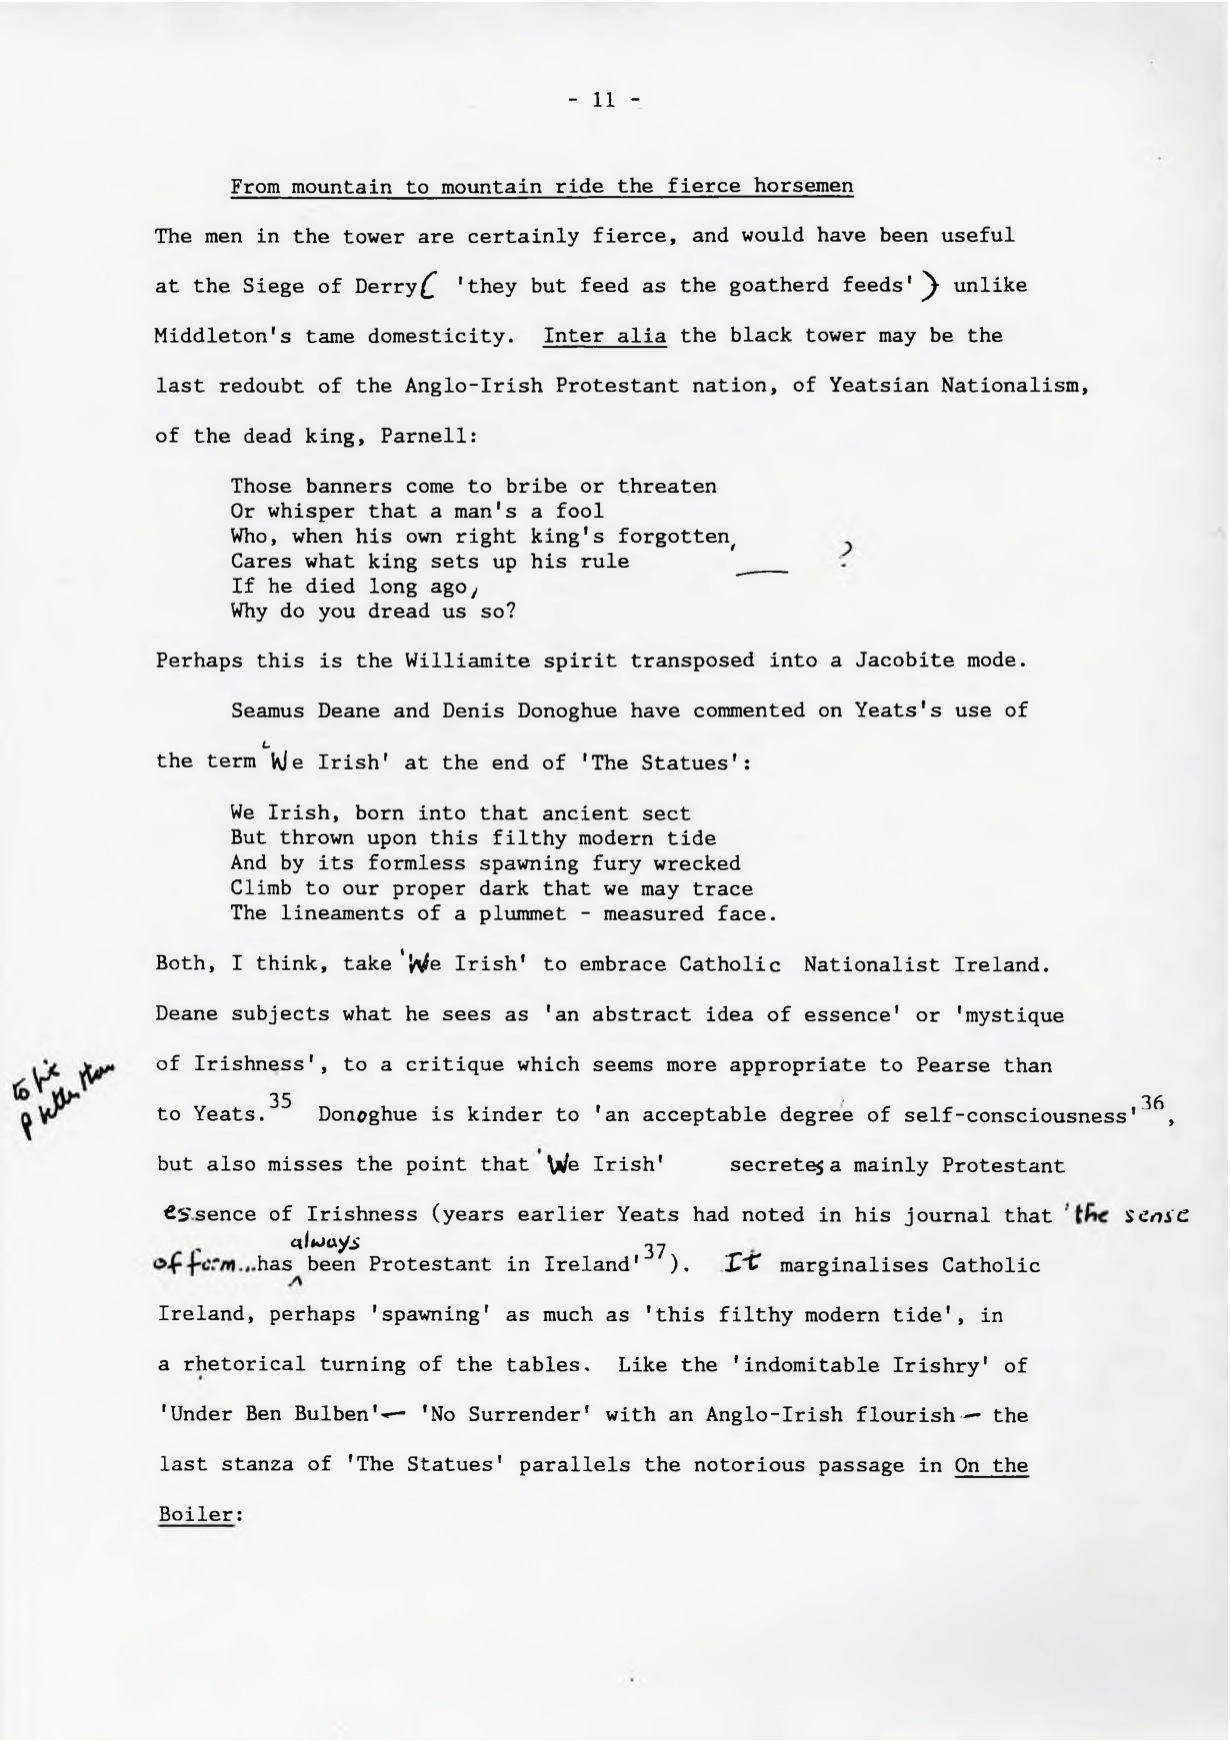 - 11 -
From mountain to mountain ride the fierce horsemen
The men in the tower are certainly fierce, and would have been useful
at the Siege of Derry( 'they but feed as the goatherd feeds' ) unlike
Middleton's tame domesticity. Inter alia the black tower may be the
last redoubt of the Anglo-Irish Protestant nation, of Yeatsian Nationalism,
of the dead king, Parnell:
Those banners come to bribe or threaten
Or whisper that a man's a fool
Who, when his own right king's forgotten,
Cares what king sets up his rule — ?
If he died long ago,
Why do you dread us so?
Perhaps this is the Williamite spirit transposed into a Jacobite mode.
Seamus Deane and Denis Donoghue have commented on Yeats's use of
the term 'We Irish' at the end of 'The Statues':
We Irish, born into that ancient sect
But thrown upon this filthy modern tide
And by its formless spawning fury wrecked
Climb to our proper dark that we may trace
The lineaments of a plummet - measured face.
Both, I think, take 'We Irish' to embrace Catholic Nationalist Ireland.
Deane subjects what he sees as 'an abstract idea of essence' or 'mystique
of Irishness', to a critique which seems more appropriate to Pearse than
to Yeats.35 Donoghue is kinder to 'an acceptable degree of self-consciousness'36,
but also misses the point that 'We Irish' secretes a mainly Protestant
essence of Irishness (years earlier Yeats had noted in his journal that 'the sense
of form...has always been Protestant in Ireland'37). It marginalises Catholic
Ireland, perhaps 'spawning' as much as 'this filthy modern tide', in
a rhetorical turning of the tables. Like the 'indomitable Irishry' of
'Under Ben Bulben'— 'No Surrender' with an Anglo-Irish flourish — the
last stanza of 'The Statues' parallels the notorious passage in On the
Boiler: